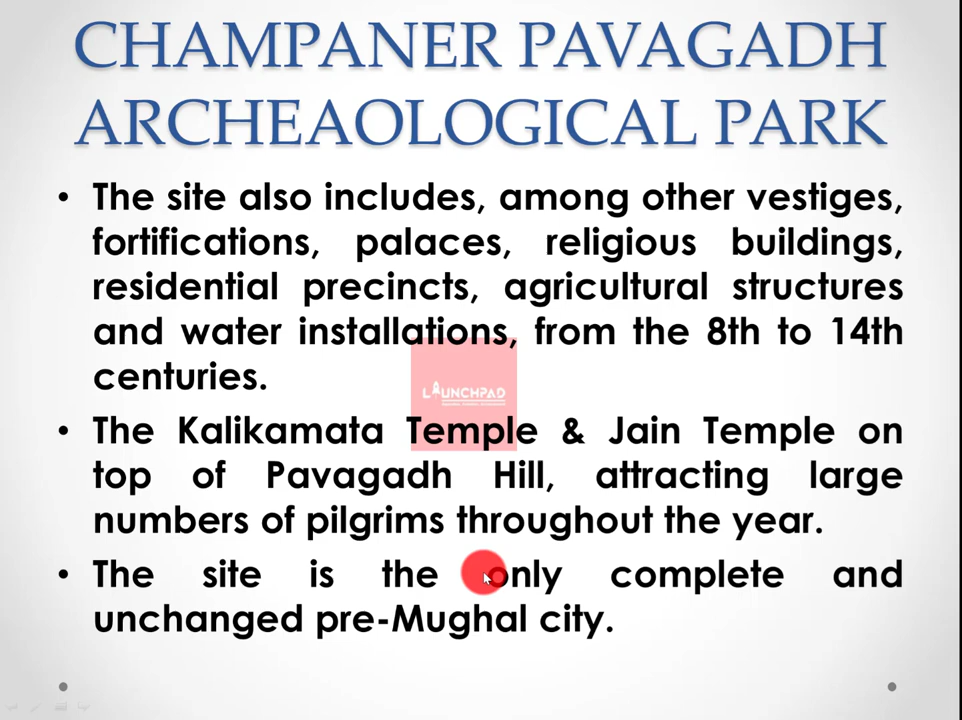 CHAMPANER PAVAGADH
ARCHEAOLOGICAL PARK
• The site also includes, among other vestiges,
fortifications, palaces, religious buildings,
residential precincts, agricultural structures
and water installations, from the 8th to 14th
centuries.
LAUNCHPAD
• The Kalikamata Temple & Jain Temple on
top of Pavagadh Hill, attracting large
numbers of pilgrims throughout the year.
• The site is the only complete and
unchanged pre-Mughal city.